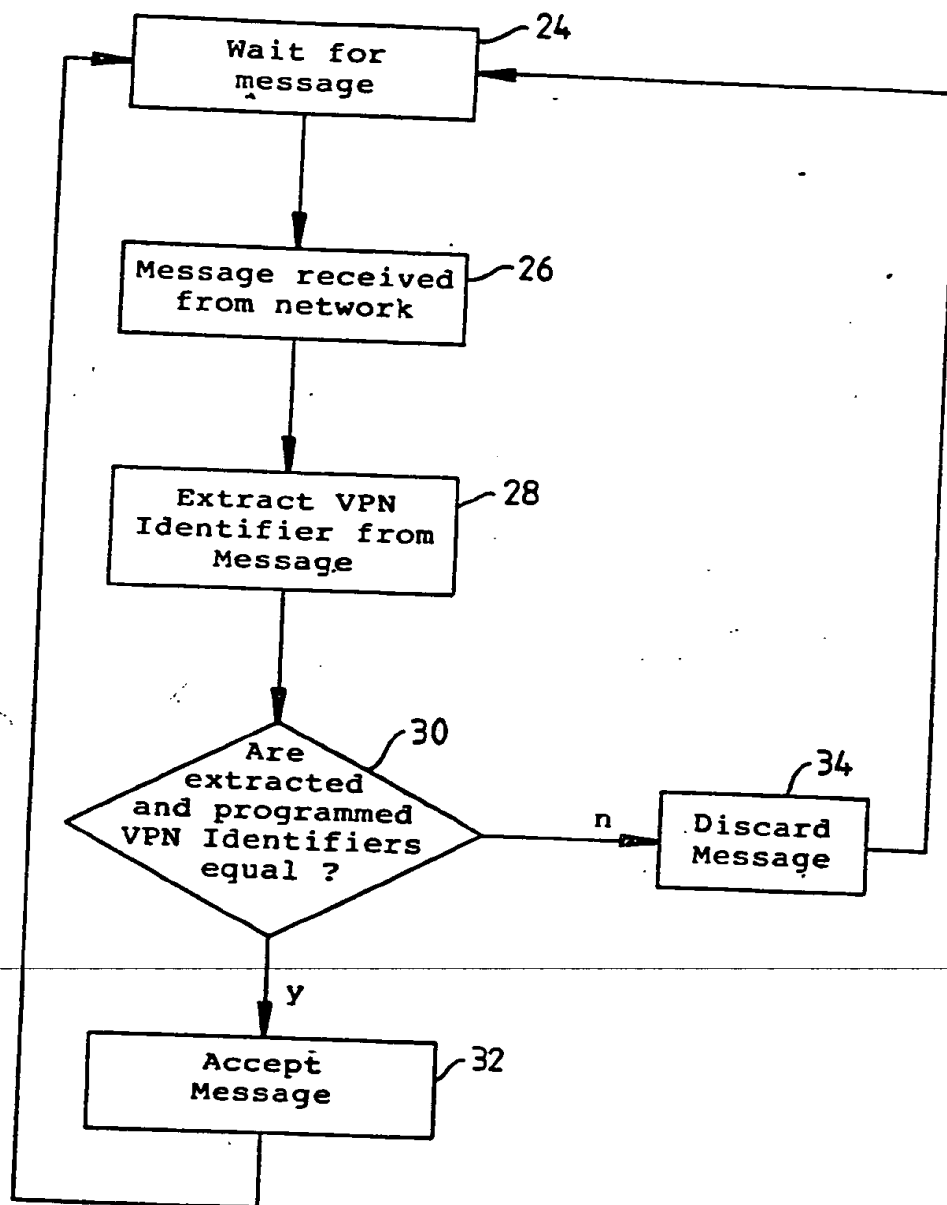 Wait for
message
24
Message received
from network
26
Extract VPN
Identifier from
Message
28
Are
extracted
and programmed
VPN Identifiers
equal ?
30
n
Discard
Message
34
y
Accept
Message
32